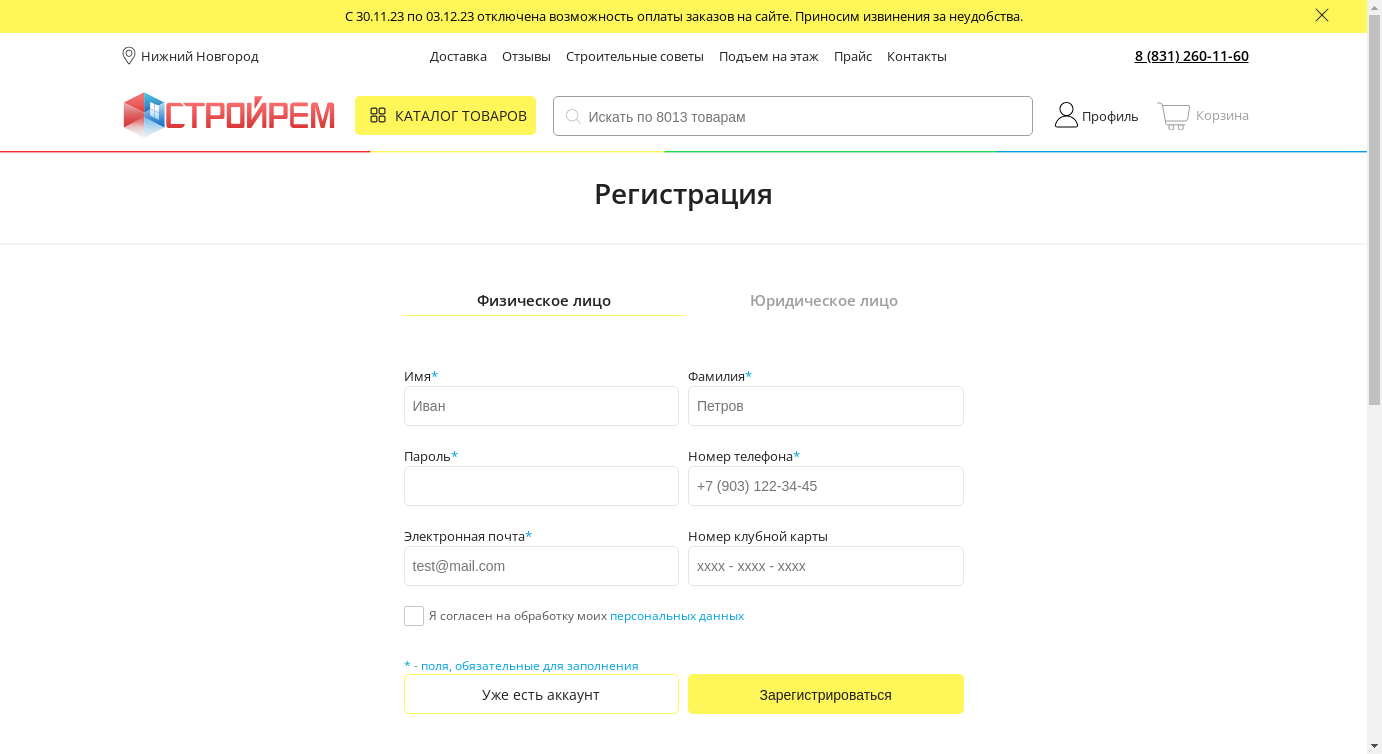 С 30.11.23 по 03.12.23 отключена возможность оплаты заказов на сайте. Приносим извинения за неудобства.
Нижний Новгород Доставка Отзывы Строительные советы Подъем на этаж Прайс Контакты 8 (831) 260-11-60
СТРОЙРЕМ КАТАЛОГ ТОВАРОВ Искать по 8013 товарам Профиль Корзина
Регистрация
Физическое лицо Юридическое лицо
Имя* Фамилия*
Иван Петров
Пароль* Номер телефона*
+7 (903) 122-34-45
Электронная почта* Номер клубной карты
test@mail.com xxxx - xxxx - xxxx
Я согласен на обработку моих персональных данных
* - поля, обязательные для заполнения
Уже есть аккаунт Зарегистрироваться